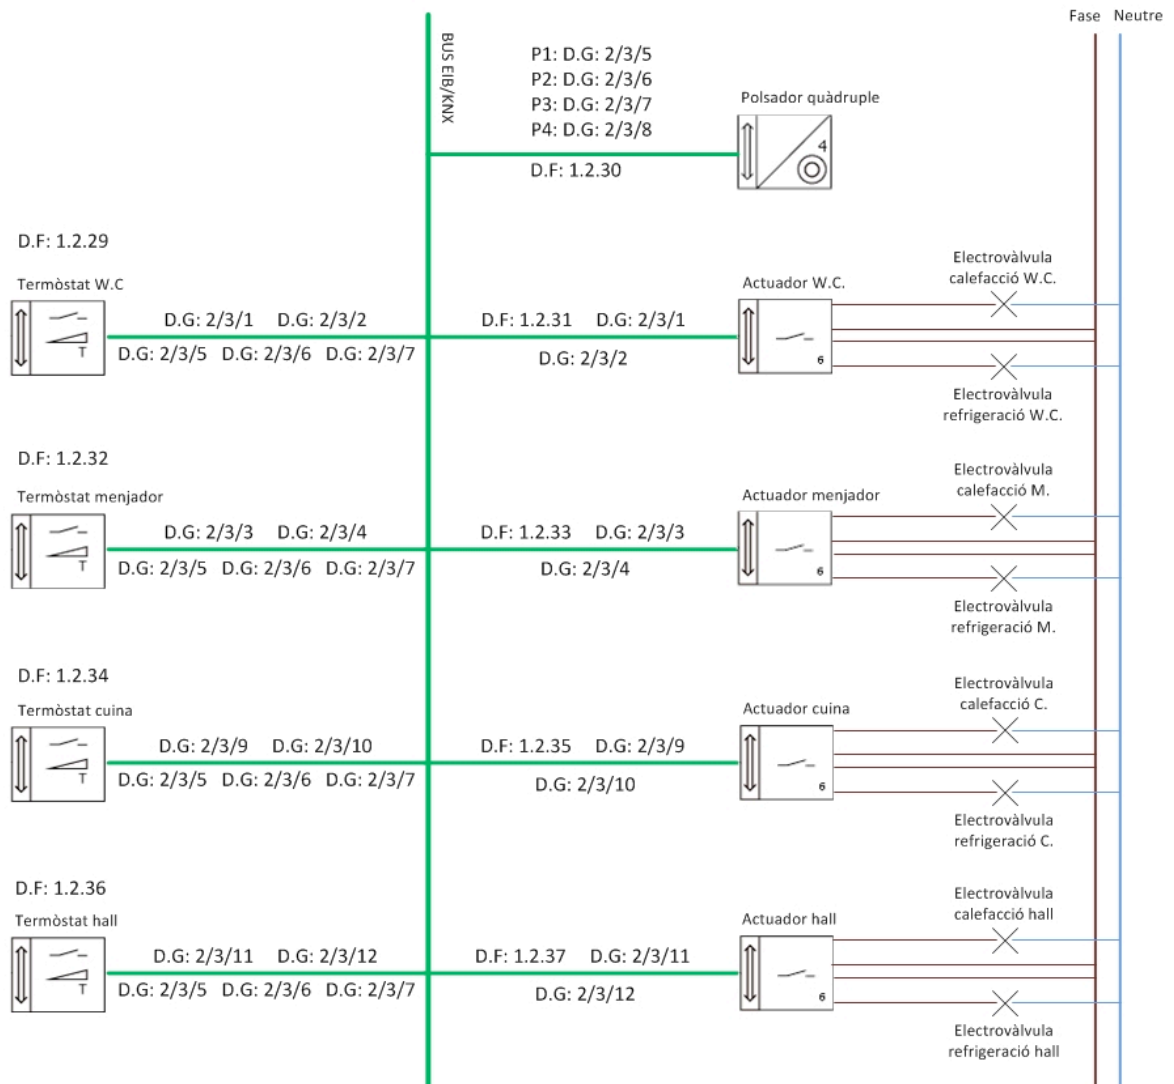 Fase Neutre
BUS EIB/KNX
P1: D.G: 2/3/5
P2: D.G: 2/3/6
P3: D.G: 2/3/7
P4: D.G: 2/3/8
D.F: 1.2.30
Polsador quàdruple
4
D.F: 1.2.29
Termòstat W.C
T
D.G: 2/3/1 D.G: 2/3/2
D.G: 2/3/5 D.G: 2/3/6 D.G: 2/3/7
D.F: 1.2.31 D.G: 2/3/1
D.G: 2/3/2
Actuador W.C.
6
Electrovàlvula
calefacció W.C.
Electrovàlvula
refrigeració W.C.
D.F: 1.2.32
Termòstat menjador
T
D.G: 2/3/3 D.G: 2/3/4
D.G: 2/3/5 D.G: 2/3/6 D.G: 2/3/7
D.F: 1.2.33 D.G: 2/3/3
D.G: 2/3/4
Actuador menjador
6
Electrovàlvula
calefacció M.
Electrovàlvula
refrigeració M.
D.F: 1.2.34
Termòstat cuina
T
D.G: 2/3/9 D.G: 2/3/10
D.G: 2/3/5 D.G: 2/3/6 D.G: 2/3/7
D.F: 1.2.35 D.G: 2/3/9
D.G: 2/3/10
Actuador cuina
6
Electrovàlvula
calefacció C.
Electrovàlvula
refrigeració C.
D.F: 1.2.36
Termòstat hall
T
D.G: 2/3/11 D.G: 2/3/12
D.G: 2/3/5 D.G: 2/3/6 D.G: 2/3/7
D.F: 1.2.37 D.G: 2/3/11
D.G: 2/3/12
Actuador hall
6
Electrovàlvula
calefacció hall
Electrovàlvula
refrigeració hall